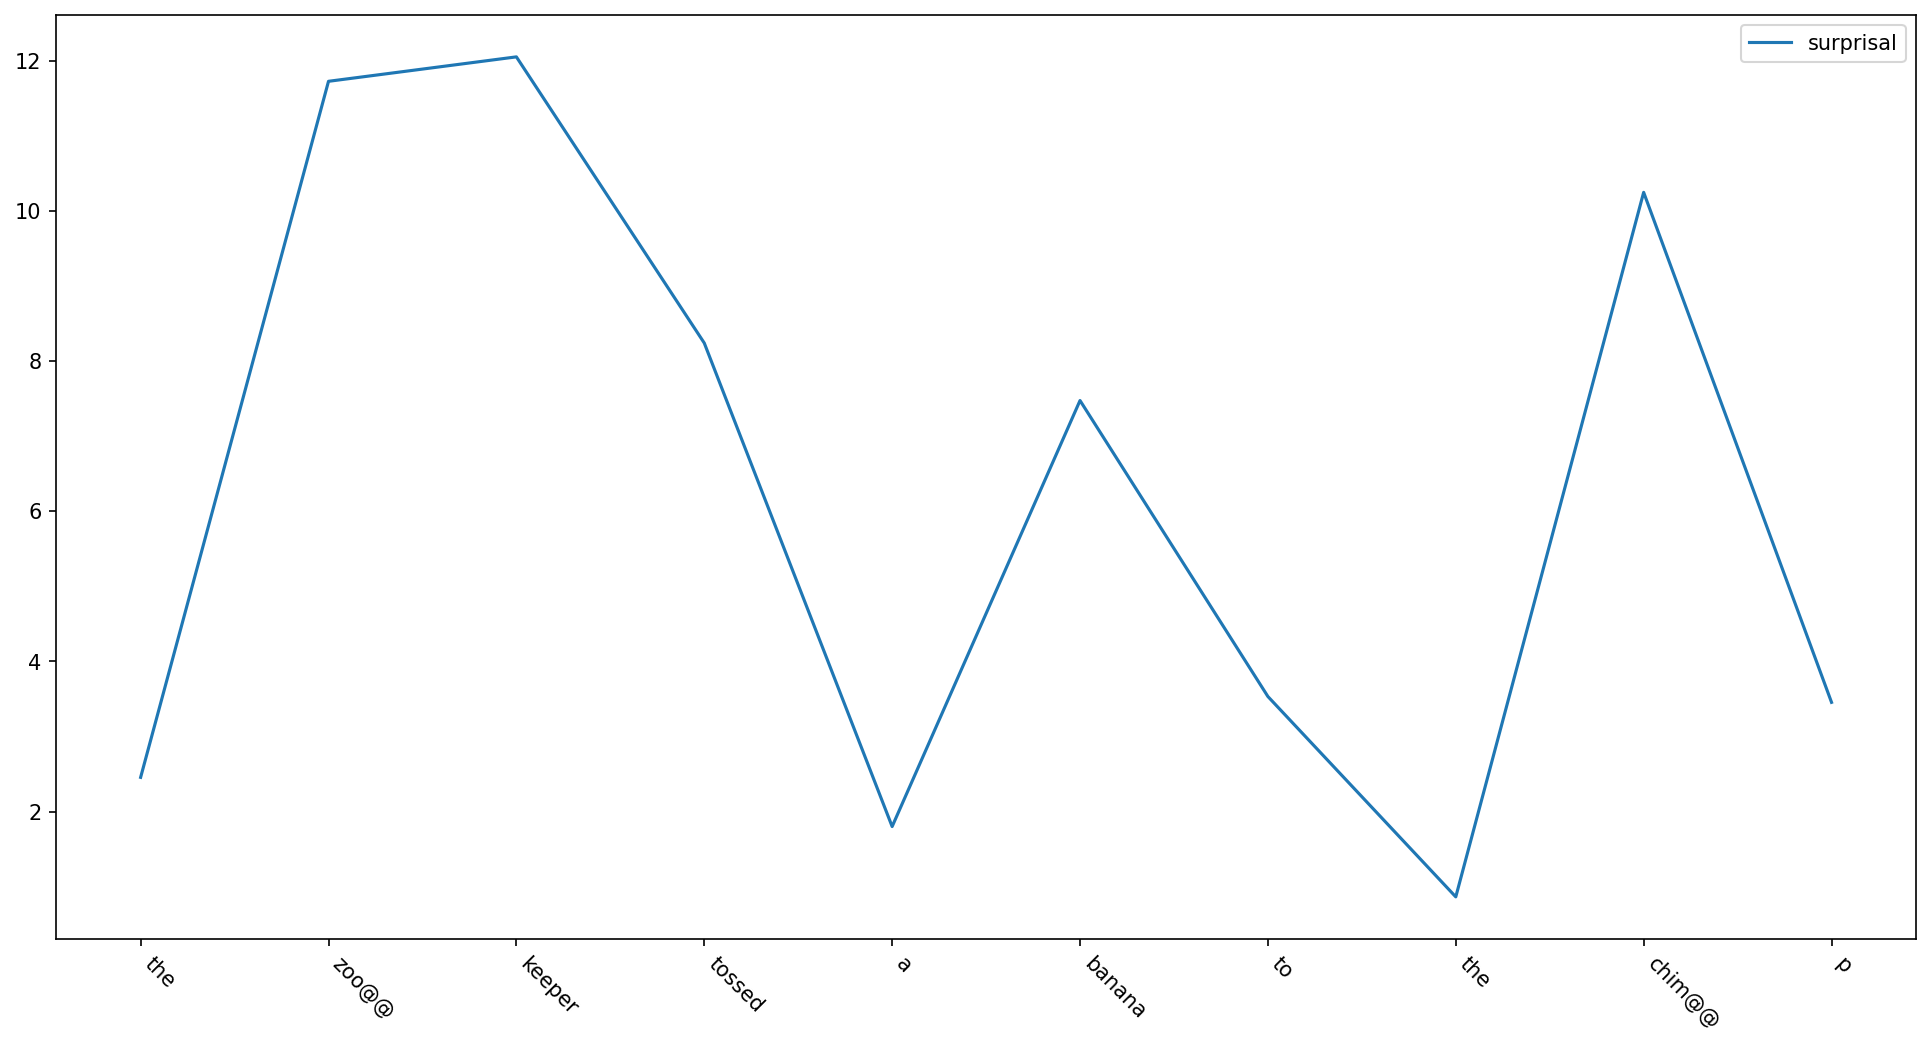 surprisal
12
10
8
6
4
2
the
zoo@@
keeper
tossed
a
banana
to
the
chim@@
p